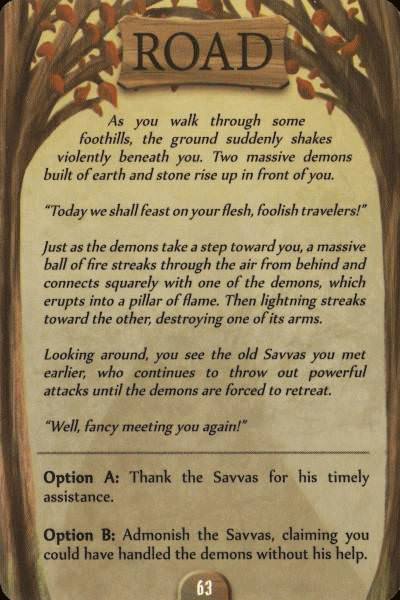 ROAD
As you walk through some
foothills, the ground suddenly shakes
violently beneath you. Two massive demons
built of earth and stone rise up in front of you.
"Today we shall feast on your flesh, foolish travelers!"
Just as the demons take a step toward you, a massive
ball of fire streaks through the air from behind and
connects squarely with one of the demons, which
erupts into a pillar of flame. Then lightning streaks
toward the other, destroying one of its arms.
Looking around, you see the old Savvas you met
earlier, who continues to throw out powerful
attacks until the demons are forced to retreat.
"Well, fancy meeting you again!"
Option A: Thank the Savvas for his timely
assistance.
Option B: Admonish the Savvas, claiming you
could have handled the demons without his help.
63